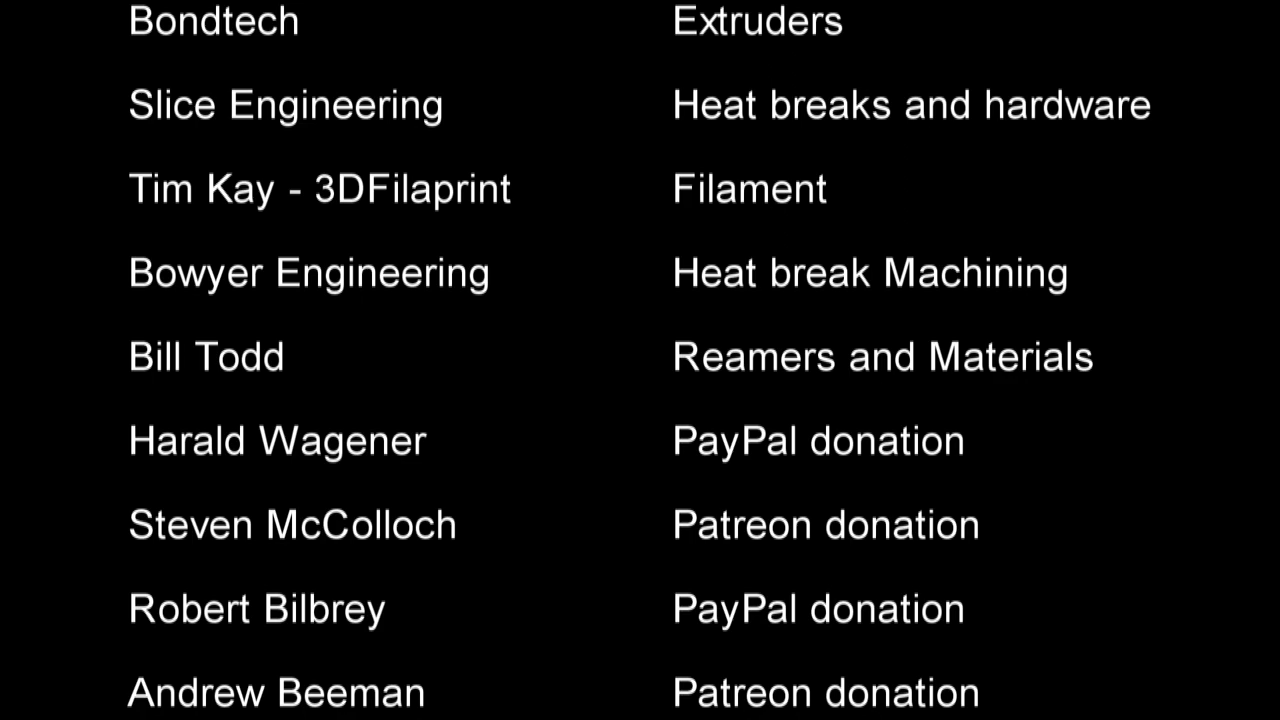 Bondtech Extruders
Slice Engineering Heat breaks and hardware
Tim Kay - 3DFilaprint Filament
Bowyer Engineering Heat break Machining
Bill Todd Reamers and Materials
Harald Wagener PayPal donation
Steven McColloch Patreon donation
Robert Bilbrey PayPal donation
Andrew Beeman Patreon donation